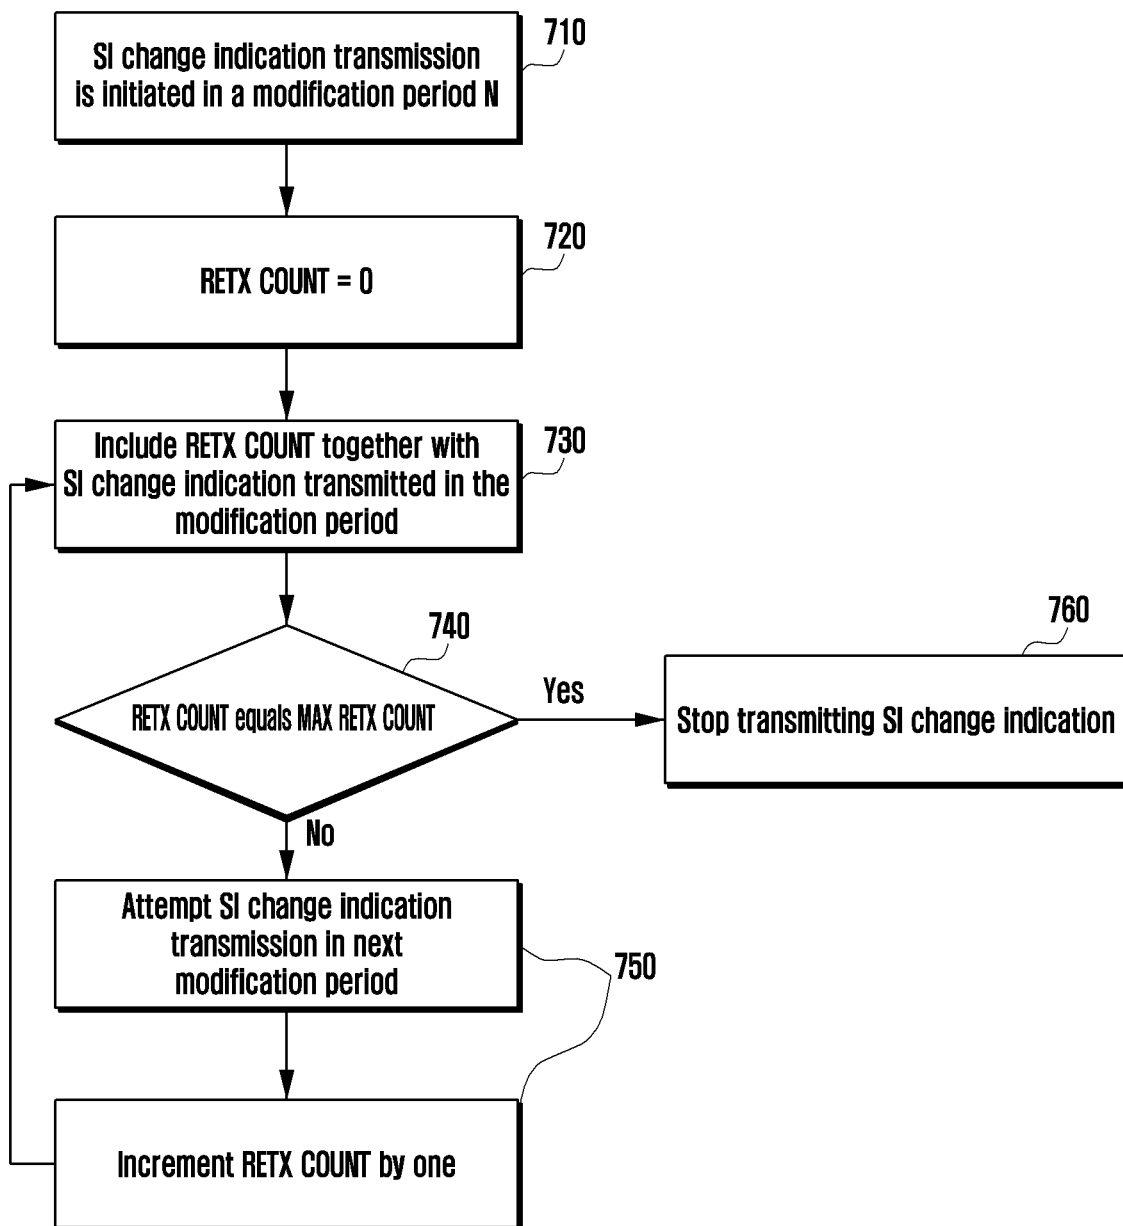 SI change indication transmission
is initiated in a modification period N
710
RETX COUNT = 0
720
Include RETX COUNT together with
SI change indication transmitted in the
modification period
730
RETX COUNT equals MAX RETX COUNT
740
Yes
Stop transmitting SI change indication
760
No
Attempt SI change indication
transmission in next
modification period
750
Increment RETX COUNT by one